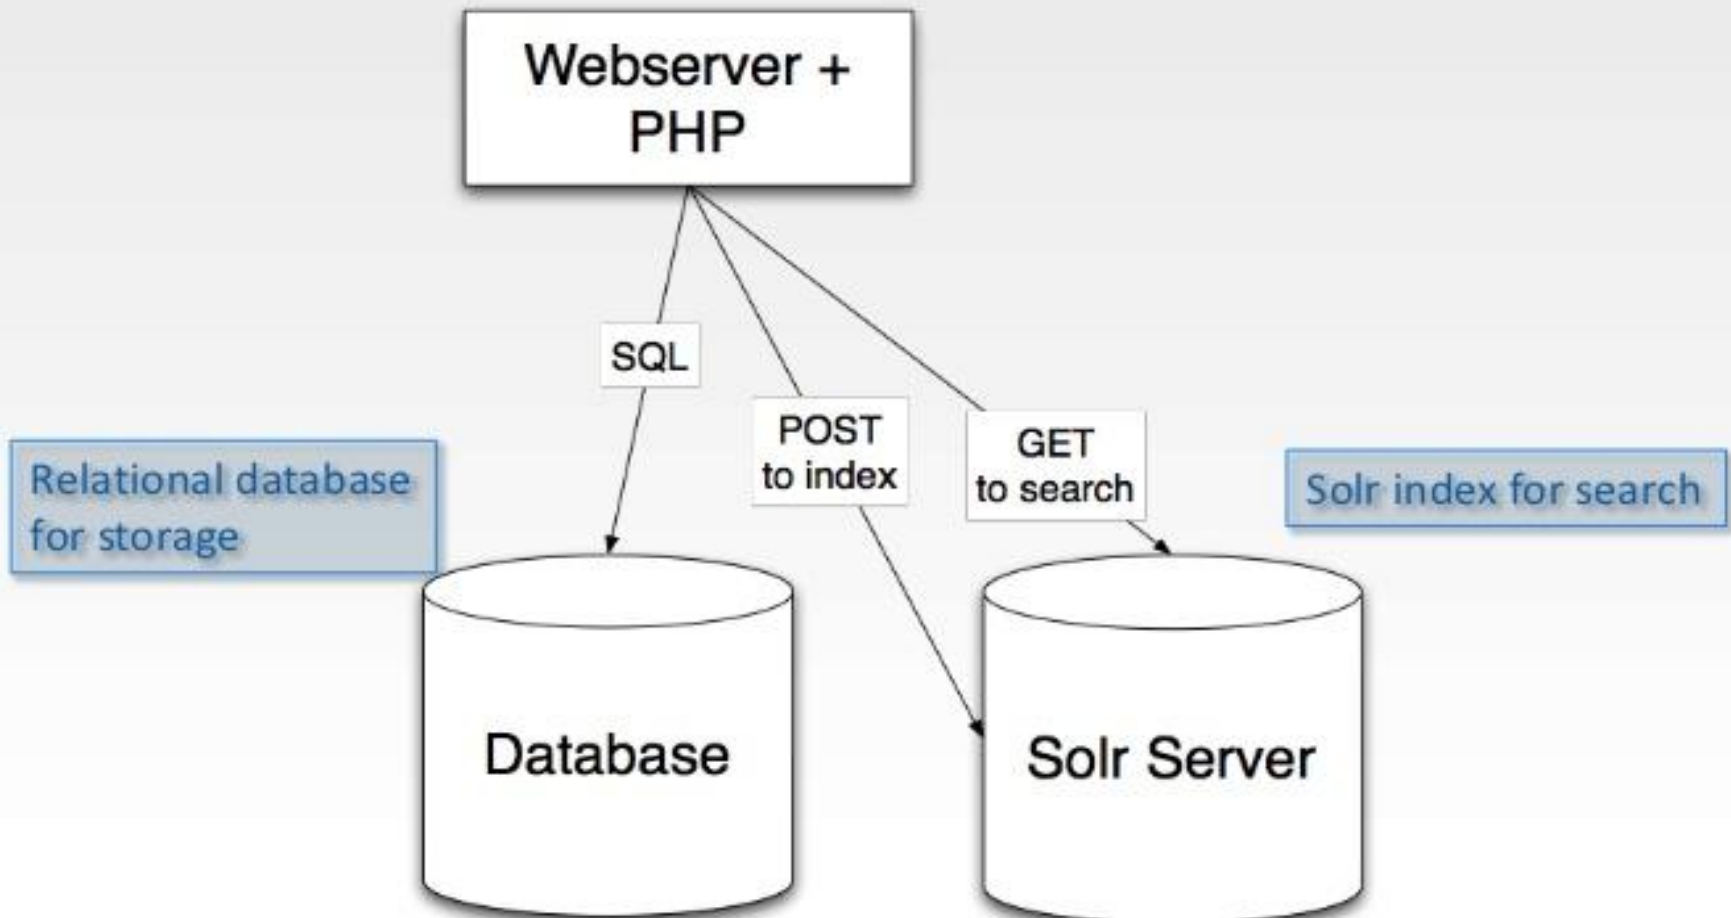 Webserver +
PHP
SQL
POST
to index
GET
to search
Relational database
for storage
Solr index for search
Database
Solr Server